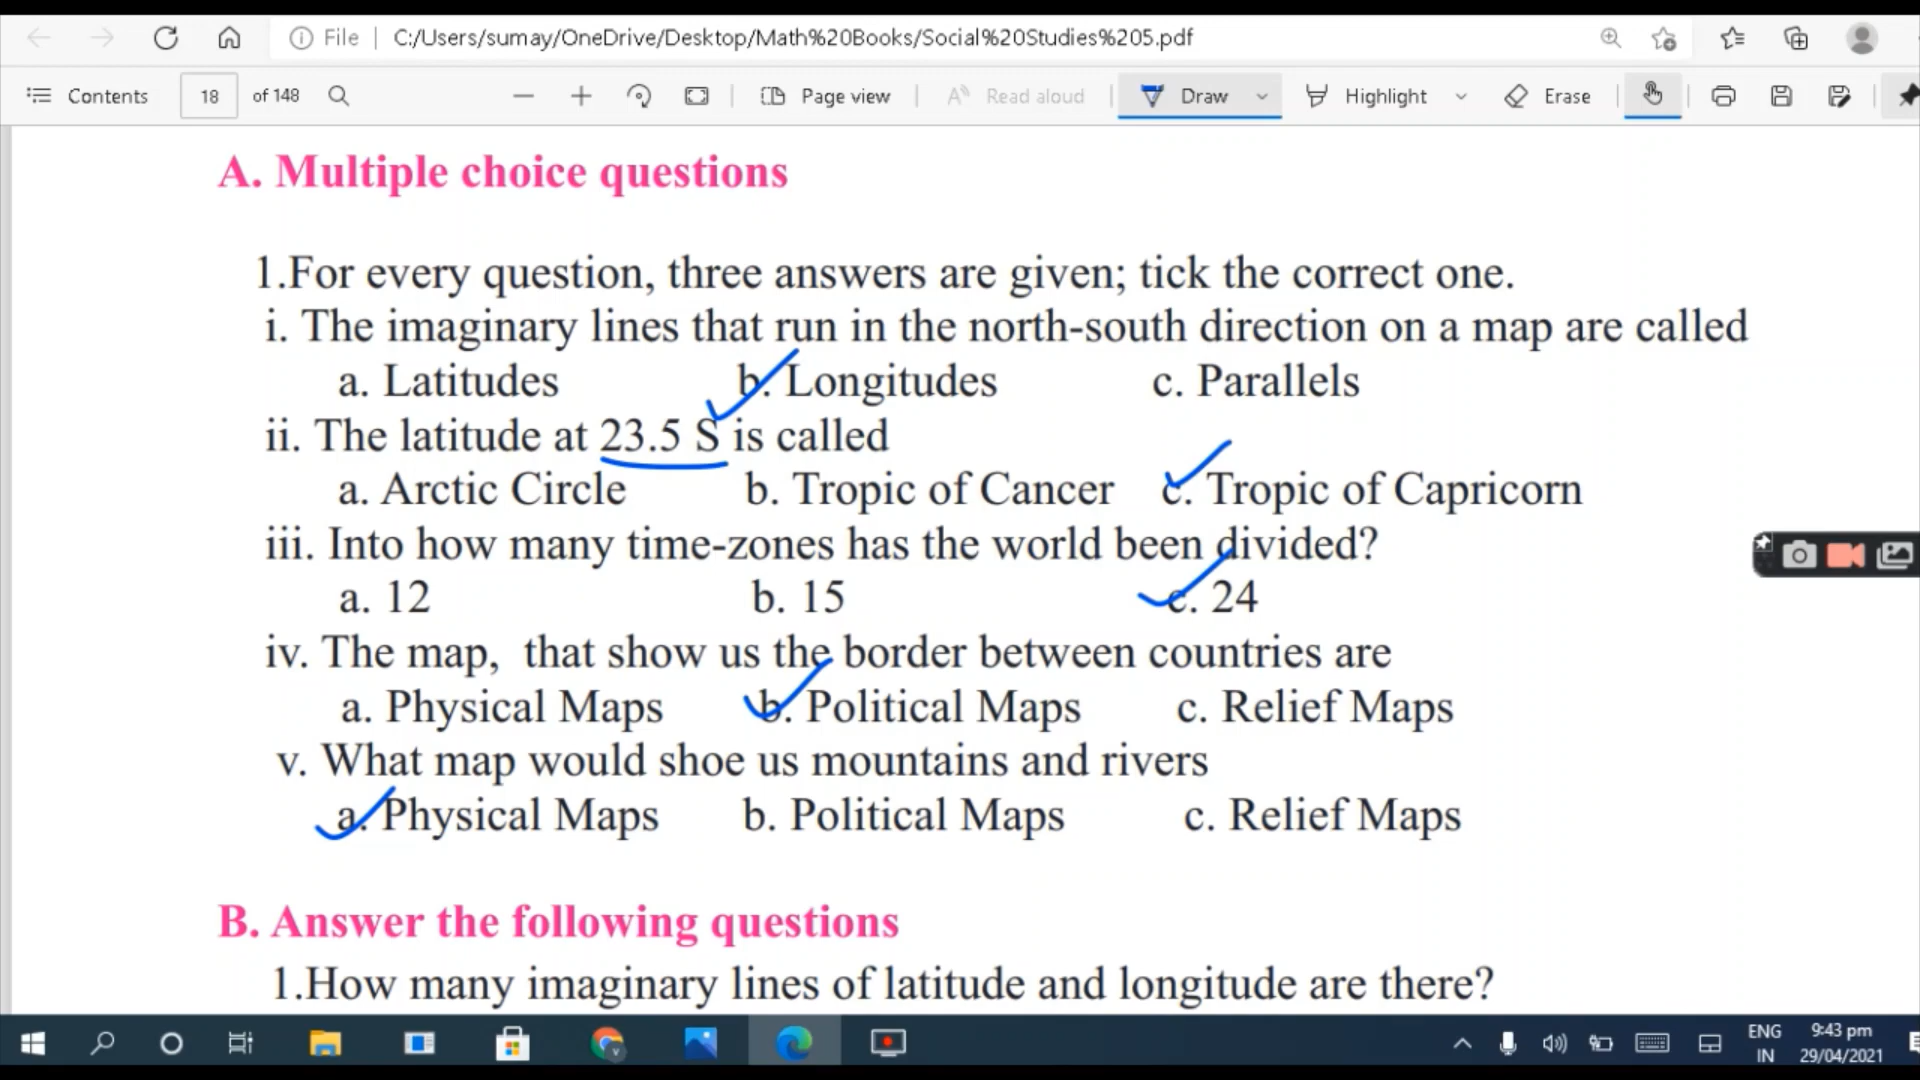 File | C:/Users/sumay/OneDrive/Desktop/Math%20Books/Social%20Studies%205.pdf
Contents 18 of 148 Page view Read aloud Draw Highlight Erase
A. Multiple choice questions
1.For every question, three answers are given; tick the correct one.
i. The imaginary lines that run in the north-south direction on a map are called
a. Latitudes b. Longitudes c. Parallels
ii. The latitude at 23.5 S is called
a. Arctic Circle b. Tropic of Cancer c. Tropic of Capricorn
iii. Into how many time-zones has the world been divided?
a. 12 b. 15 c. 24
iv. The map,  that show us the border between countries are
a. Physical Maps b. Political Maps c. Relief Maps
v. What map would shoe us mountains and rivers
a. Physical Maps b. Political Maps c. Relief Maps
B. Answer the following questions
1.How many imaginary lines of latitude and longitude are there?
ENG 9:43 pm
IN 29/04/2021